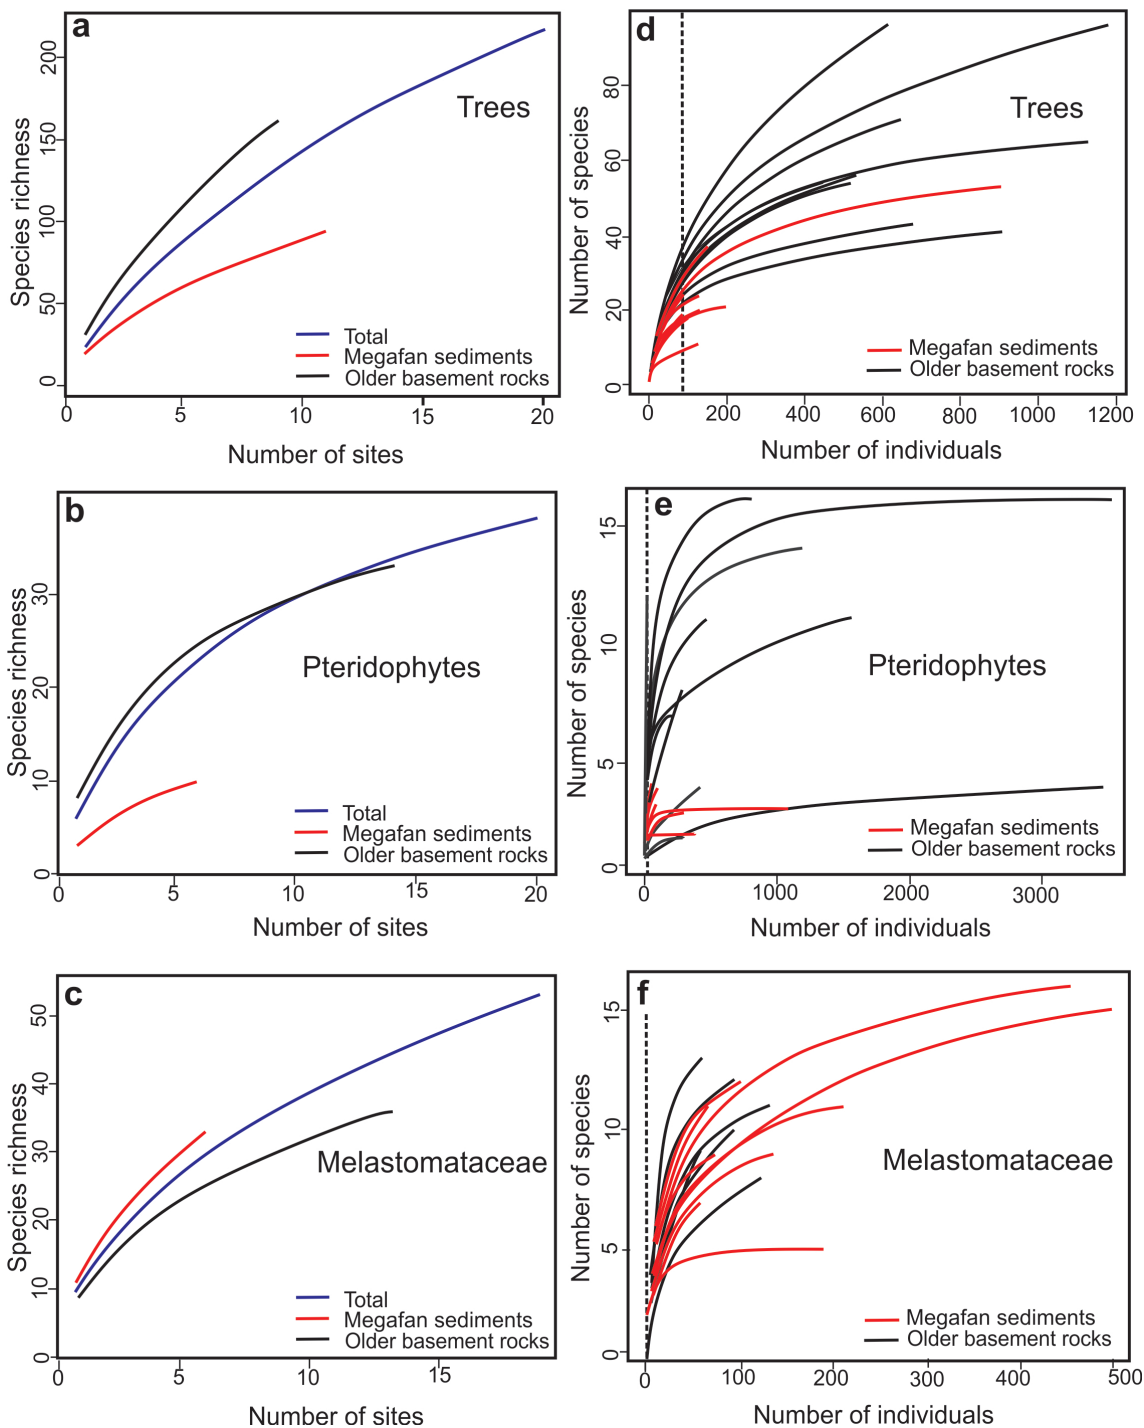 a
Species richness
0
50
100
150
200
Trees
Total
Megafan sediments
Older basement rocks
0
5
10
15
20
Number of sites
d
Number of species
0
20
40
60
80
Trees
Megafan sediments
Older basement rocks
0
200
400
600
800
1000
1200
Number of individuals
b
Species richness
0
10
20
30
Pteridophytes
Total
Megafan sediments
Older basement rocks
0
5
10
15
20
Number of sites
e
Number of species
0
5
10
15
Pteridophytes
Megafan sediments
Older basement rocks
0
1000
2000
3000
Number of individuals
c
Species richness
0
10
20
30
40
50
Melastomataceae
Total
Megafan sediments
Older basement rocks
0
5
10
15
Number of sites
f
Number of species
0
5
10
15
Melastomataceae
Megafan sediments
Older basement rocks
0
100
200
300
400
500
Number of individuals